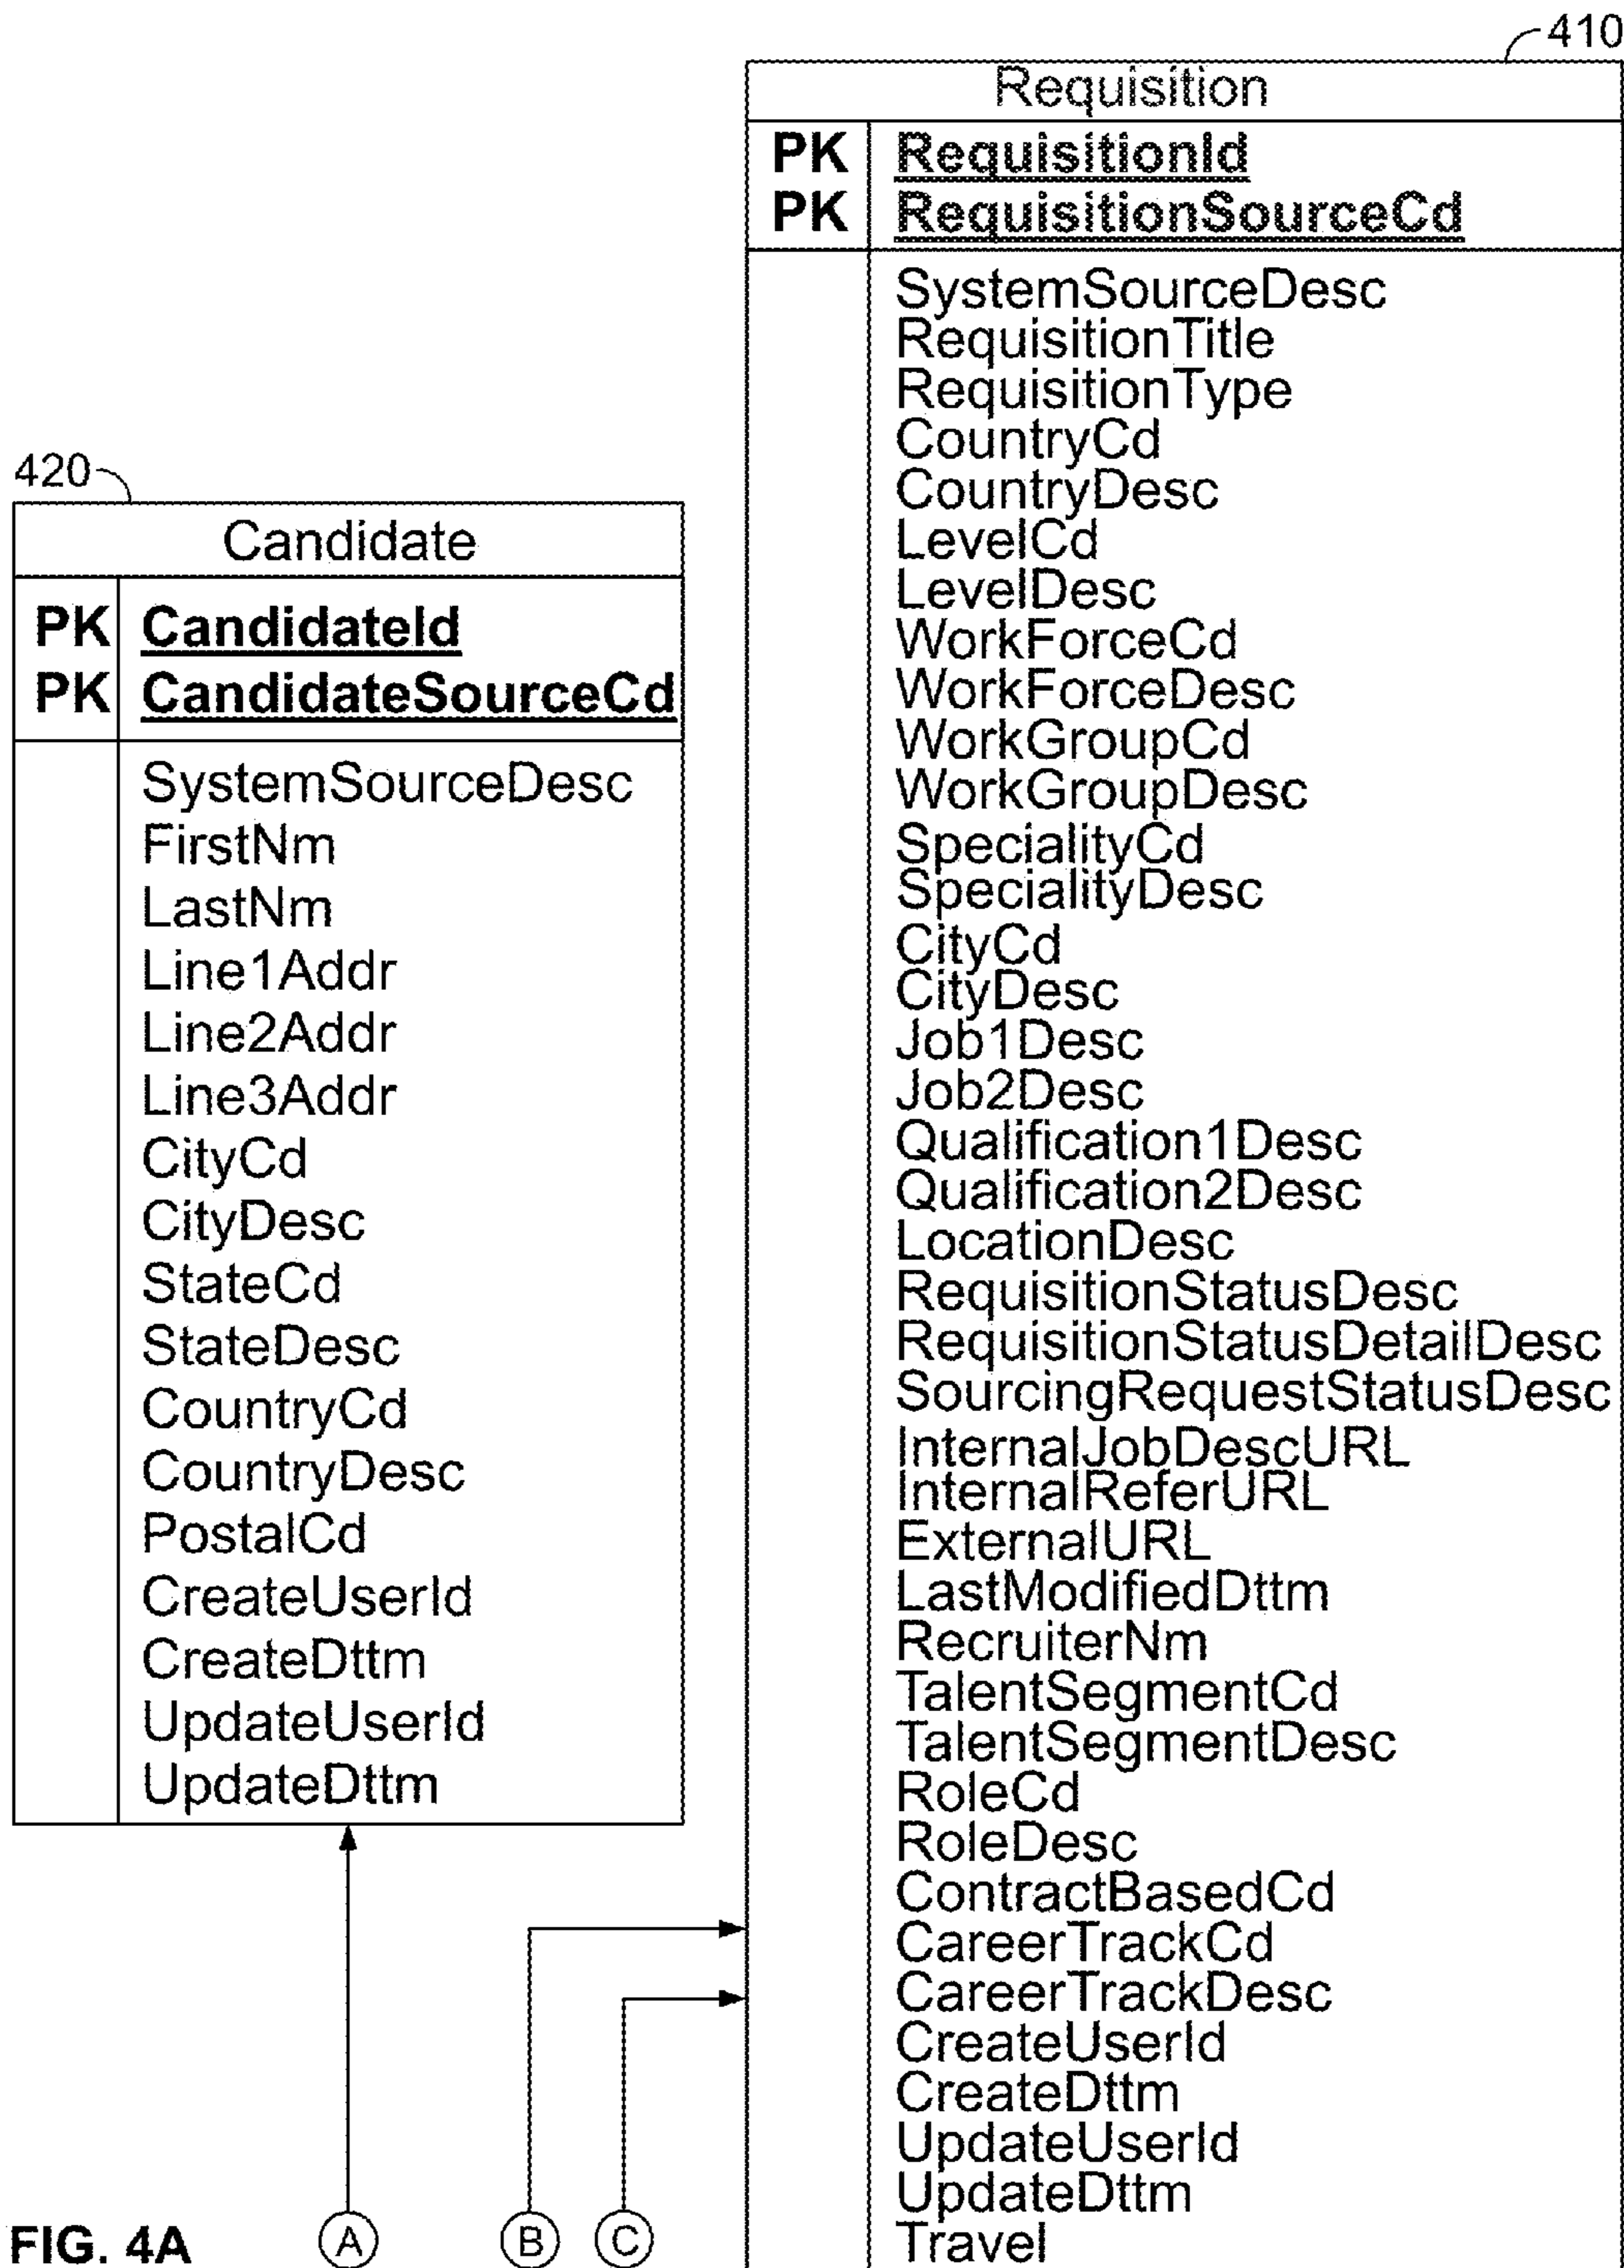 410
Requisition
PK RequisitionId
PK RequisitionSourceCd
SystemSourceDesc
RequisitionTitle
RequisitionType
CountryCd
CountryDesc
LevelCd
LevelDesc
WorkForceCd
WorkForceDesc
WorkGroupCd
WorkGroupDesc
SpecialityCd
SpecialityDesc
CityCd
CityDesc
Job1Desc
Job2Desc
Qualification1Desc
Qualification2Desc
LocationDesc
RequisitionStatusDesc
RequisitionStatusDetailDesc
SourcingRequestStatusDesc
InternalJobDescURL
InternalReferURL
ExternalURL
LastModifiedDttm
RecruiterNm
TalentSegmentCd
TalentSegmentDesc
RoleCd
RoleDesc
ContractBasedCd
CareerTrackCd
CareerTrackDesc
CreateUserId
CreateDttm
UpdateUserId
UpdateDttm
Travel
420
Candidate
PK CandidateId
PK CandidateSourceCd
SystemSourceDesc
FirstNm
LastNm
Line1Addr
Line2Addr
Line3Addr
CityCd
CityDesc
StateCd
StateDesc
CountryCd
CountryDesc
PostalCd
CreateUserId
CreateDttm
UpdateUserId
UpdateDttm
FIG. 4A
A
B
C